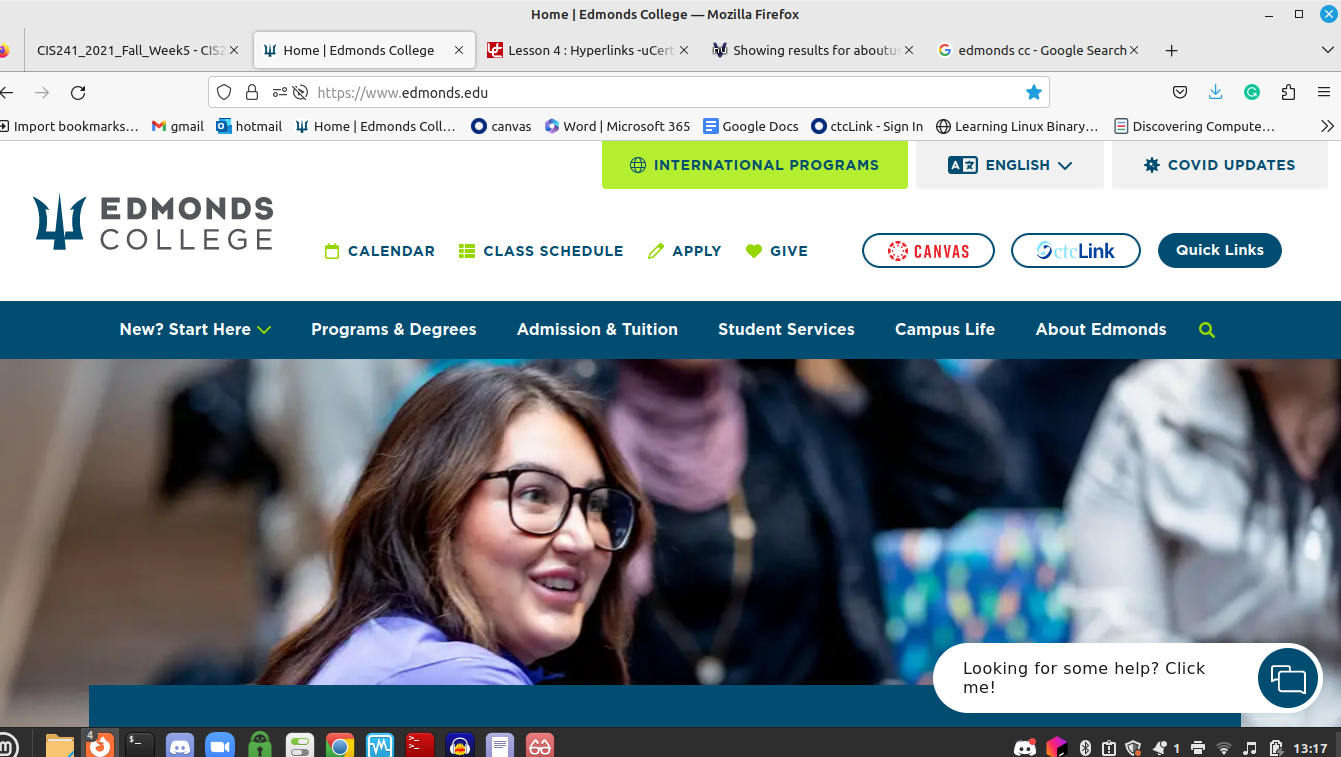 Home | Edmonds College — Mozilla Firefox
CIS241_2021_Fall_Week5 - CIS2
Home | Edmonds College
Lesson 4 : Hyperlinks -uCert
Showing results for aboutus
edmonds cc - Google Search
https://www.edmonds.edu
Import bookmarks…
gmail
hotmail
Home | Edmonds Coll…
canvas
Word | Microsoft 365
Google Docs
ctcLink - Sign In
Learning Linux Binary…
Discovering Compute…
INTERNATIONAL PROGRAMS
ENGLISH
COVID UPDATES
EDMONDS
COLLEGE
CALENDAR
CLASS SCHEDULE
APPLY
GIVE
CANVAS
ctcLink
Quick Links
New? Start Here
Programs & Degrees
Admission & Tuition
Student Services
Campus Life
About Edmonds
Looking for some help? Click
me!
4
1
13:17